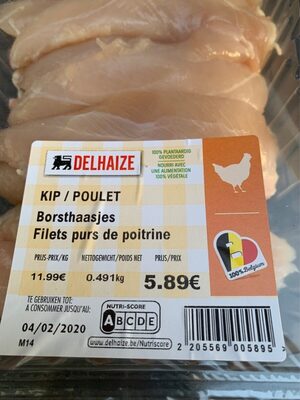 DELHAIZE
100% PLANTAARDIG
GEVOEDERD
NOURRI AVEC
UNE ALIMENTATION
100% VÉGÉTALE
KIP / POULET
Borsthaasjes
Filets purs de poitrine
PRIJS-PRIX/KG NETTOGEWICHT/POIDS NET PRIJS/PRIX
11.99€ 0.491kg 5.89€
100% Belgium
TE GEBRUIKEN TOT:
A CONSOMMER JUSQU'AU:
04/02/2020
M14
NUTRI-SCORE
A B C D E
www.delhaize.be/Nutriscore
2 205569 005895